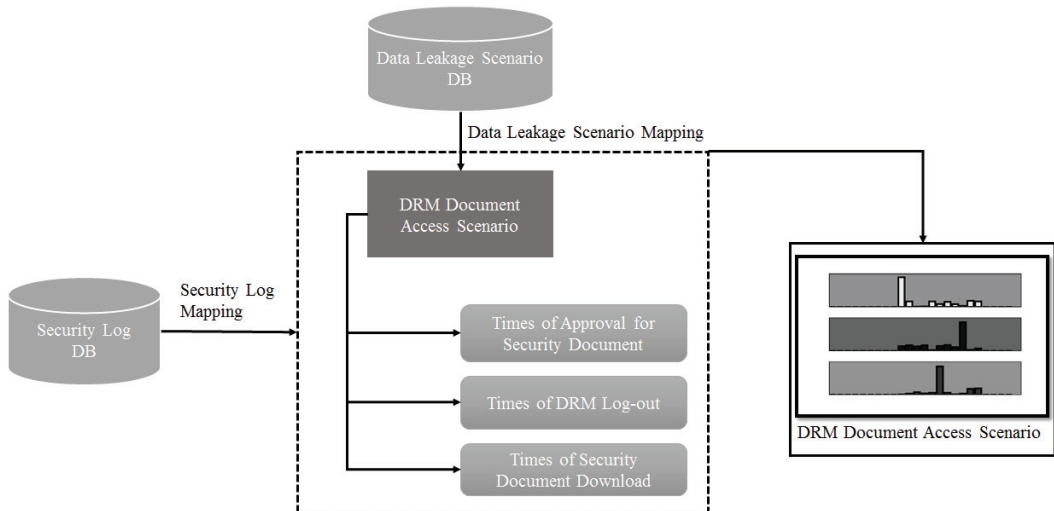 Data Leakage Scenario
DB
Data Leakage Scenario Mapping
DRM Document
Access Scenario
Security Log
Mapping
Security Log
DB
Times of Approval for
Security Document
Times of DRM Log-out
Times of Security
Document Download
DRM Document Access Scenario